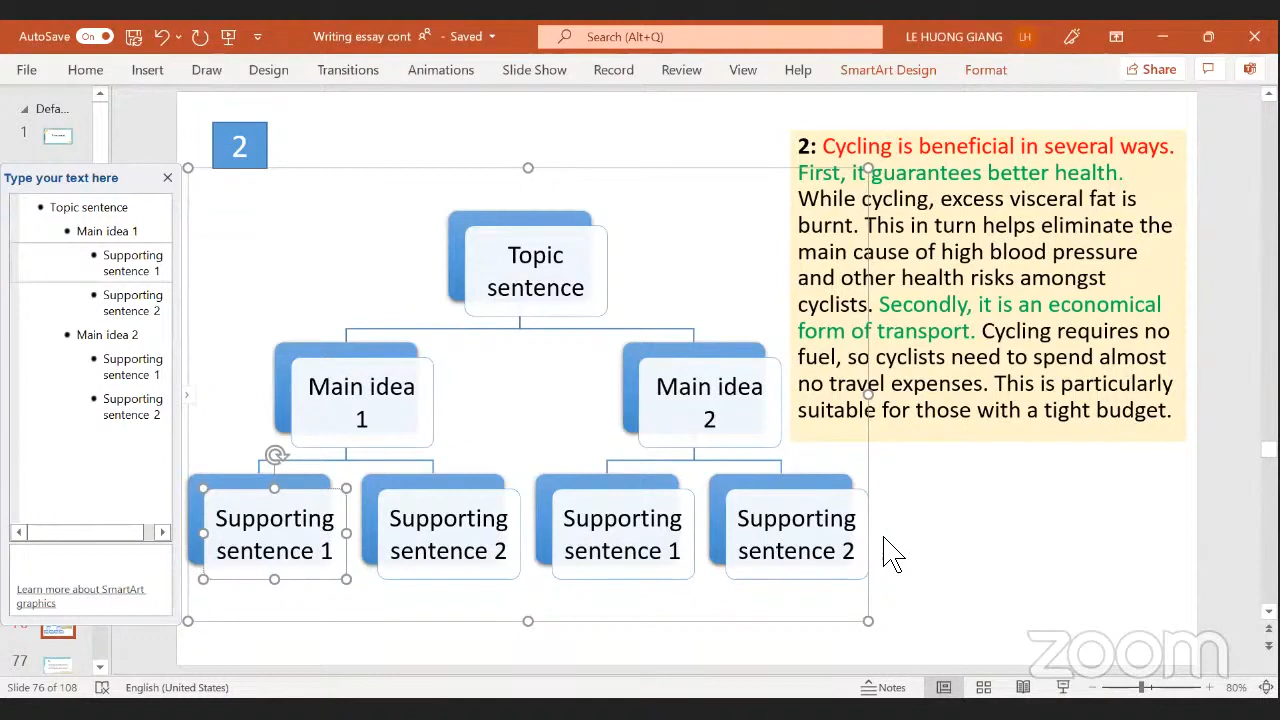 AutoSave On Writing essay cont - Saved Search (Alt+Q) LE HUONG GIANG LH
File Home Insert Draw Design Transitions Animations Slide Show Record Review View Help SmartArt Design Format Share
Defa...
1
2
Type your text here
Topic sentence
Main idea 1
Supporting
sentence 1
Supporting
sentence 2
Main idea 2
Supporting
sentence 1
Supporting
sentence 2
Learn more about SmartArt
graphics
77
Topic
sentence
Main idea
1
Main idea
2
Supporting
sentence 1
Supporting
sentence 2
Supporting
sentence 1
Supporting
sentence 2
2: Cycling is beneficial in several ways.
First, it guarantees better health.
While cycling, excess visceral fat is
burnt. This in turn helps eliminate the
main cause of high blood pressure
and other health risks amongst
cyclists. Secondly, it is an economical
form of transport. Cycling requires no
fuel, so cyclists need to spend almost
no travel expenses. This is particularly
suitable for those with a tight budget.
zoom
Slide 76 of 108 English (United States) Notes 80%